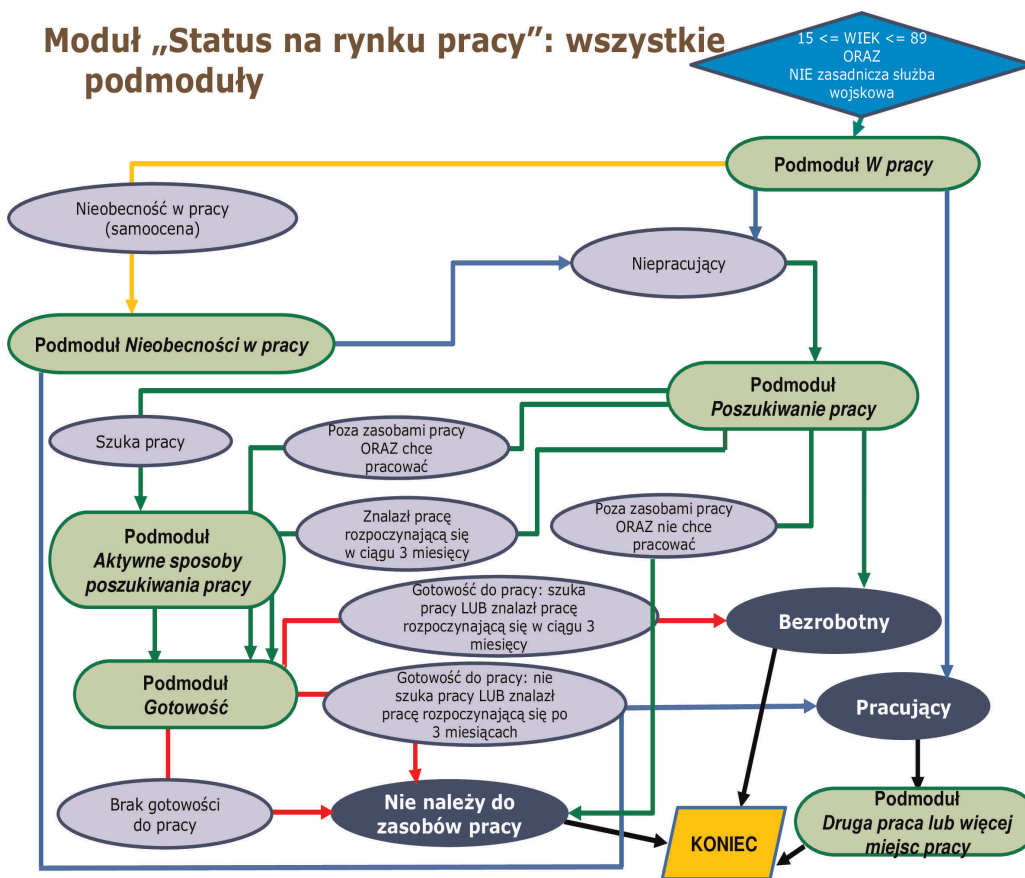 Moduł „Status na rynku pracy”: wszystkie
podmoduły
15 <= WIEK <= 89
ORAZ
NIE zasadnicza służba
wojskowa
Podmoduł W pracy
Nieobecność w pracy
(samoocena)
Niepracujący
Podmoduł Nieobecności w pracy
Podmoduł
Poszukiwanie pracy
Szuka pracy
Poza zasobami pracy
ORAZ chce
pracować
Znalazł pracę
rozpoczynającą się
w ciągu 3 miesięcy
Poza zasobami pracy
ORAZ nie chce
pracować
Podmoduł
Aktywne sposoby
poszukiwania pracy
Gotowość do pracy: szuka
pracy LUB znalazł pracę
rozpoczynającą się w ciągu 3
miesięcy
Bezrobotny
Podmoduł
Gotowość
Gotowość do pracy: nie
szuka pracy LUB znalazł
pracę rozpoczynającą się po
3 miesiącach
Pracujący
Brak gotowości
do pracy
Nie należy do
zasobów pracy
KONIEC
Podmoduł
Druga praca lub więcej
miejsc pracy